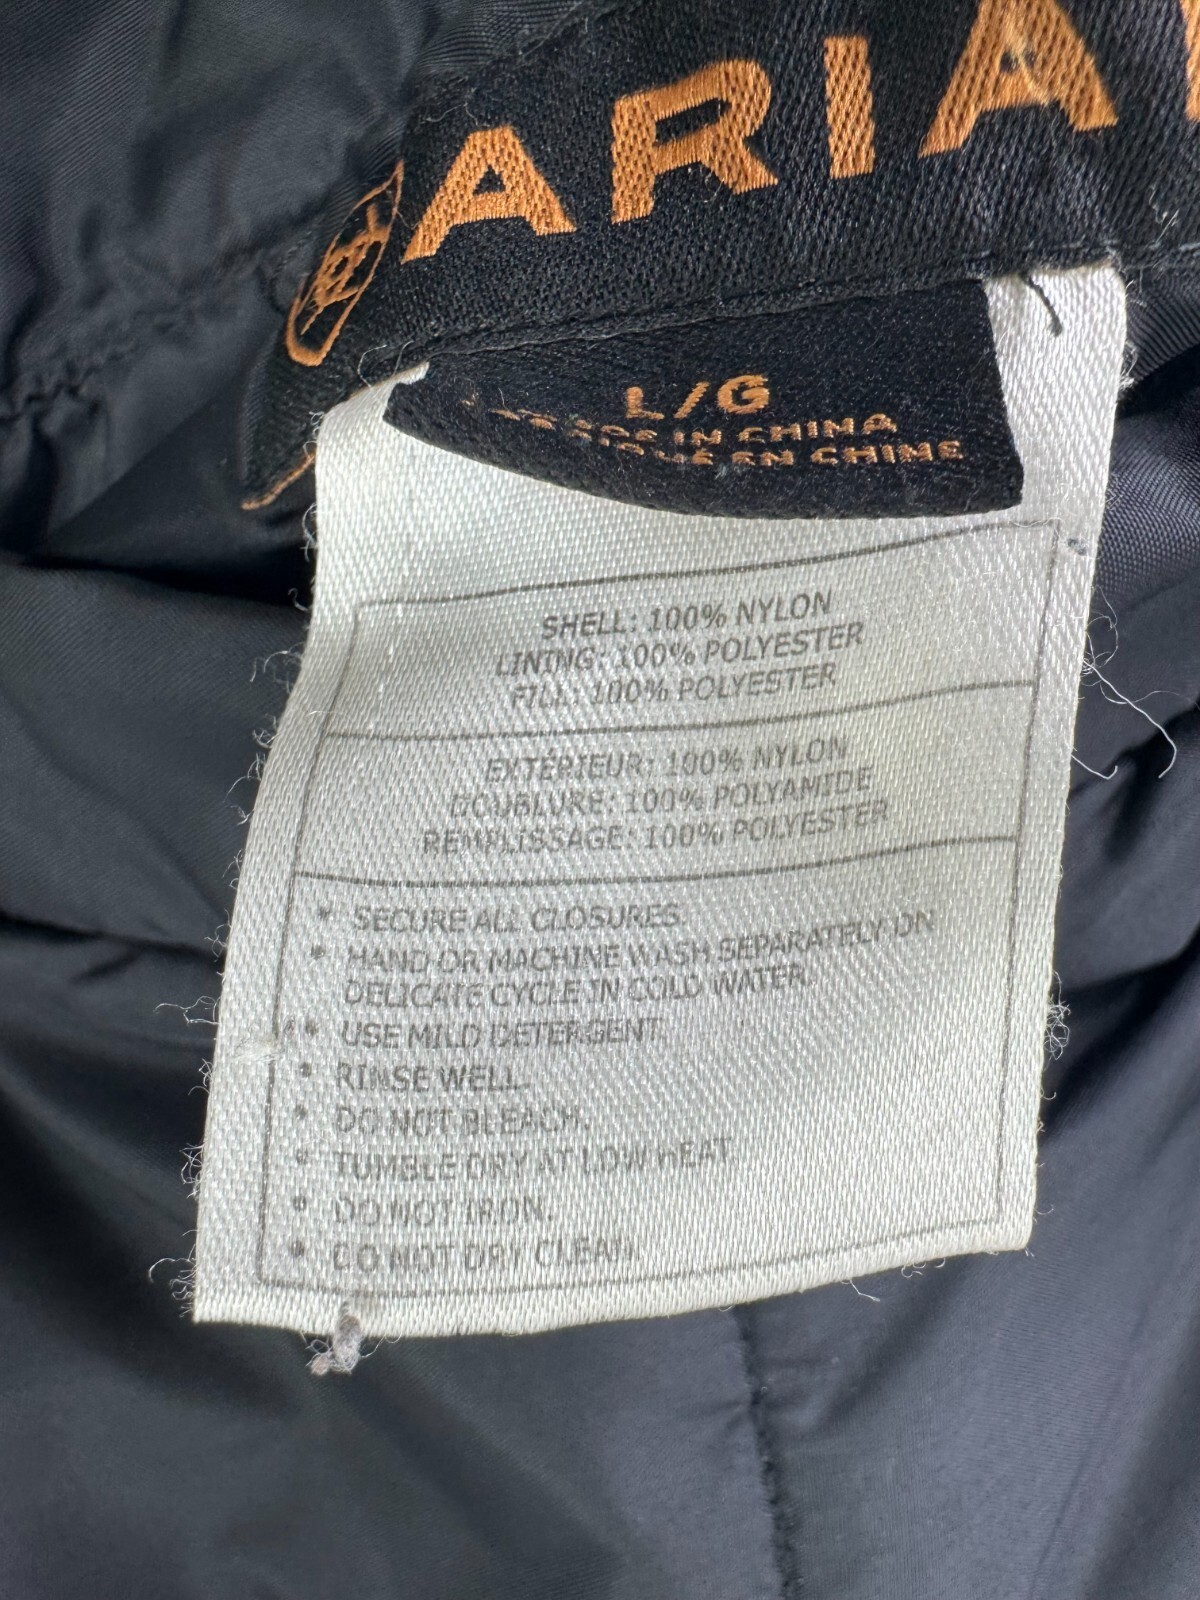 ARIA
L/G
IN CHINA
EN CHINE
SHELL: 100% NYLON
LINING: 100% POLYESTER
FILL: 100% POLYESTER
EXTÉRIEUR: 100% NYLON
DOUBLURE: 100% POLYAMIDE
REMPLISSAGE: 100% POLYESTER
• SECURE ALL CLOSURES.
• HAND OR MACHINE WASH SEPARATELY ON
DELICATE CYCLE IN COLD WATER.
• USE MILD DETERGENT.
• RINSE WELL.
• DO NOT BLEACH.
• TUMBLE DRY AT LOW HEAT
• DO NOT IRON.
• DO NOT DRY CLEAN.